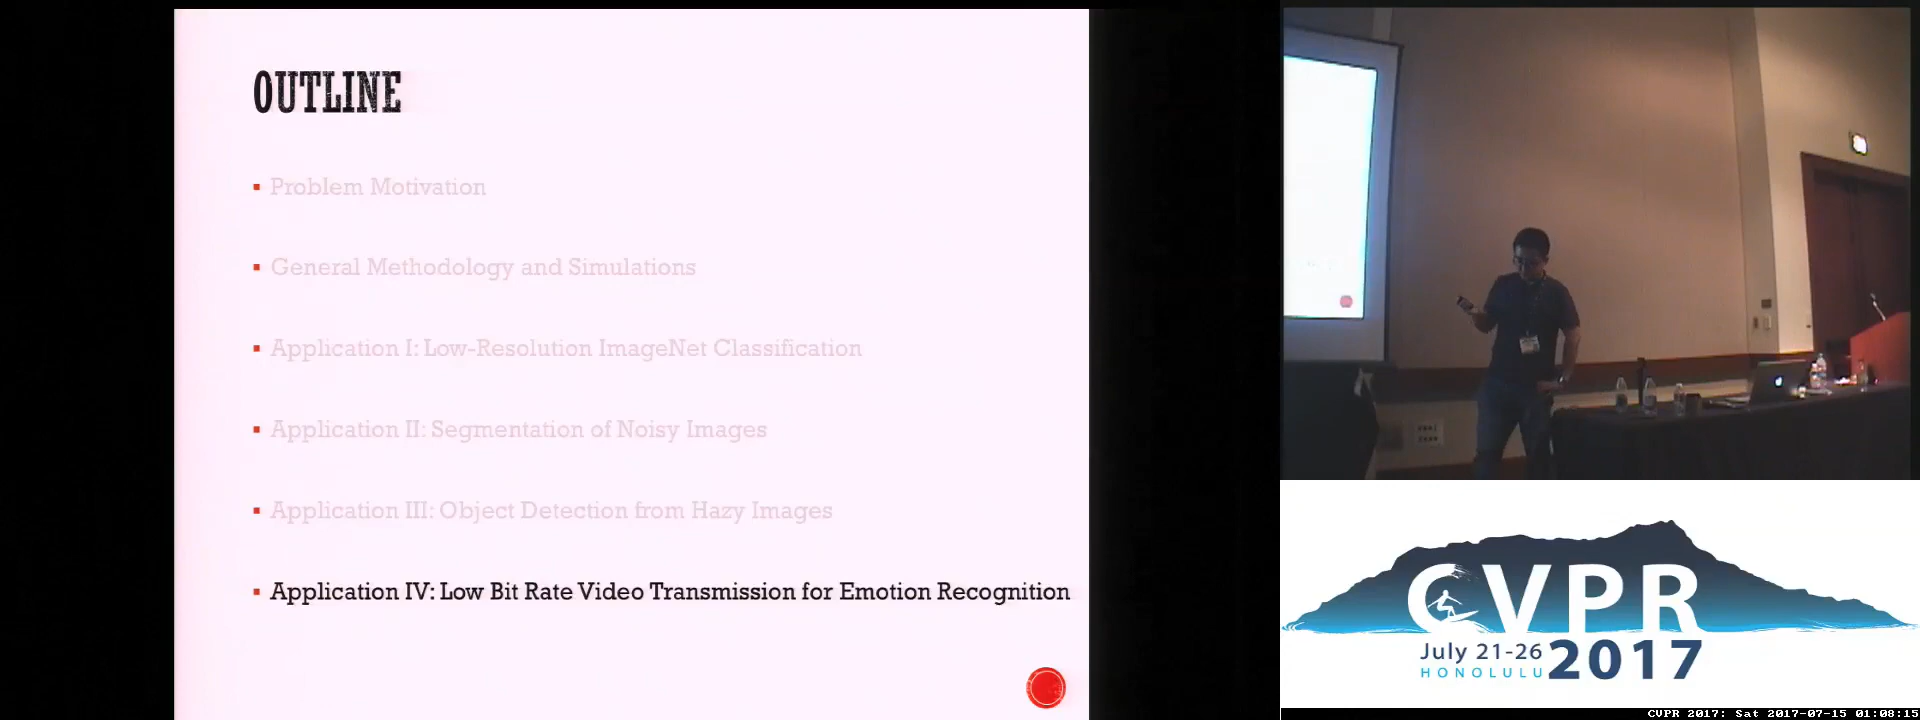 OUTLINE
Problem Motivation
General Methodology and Simulations
Application I: Low-Resolution ImageNet Classification
Application II: Segmentation of Noisy Images
Application III: Object Detection from Hazy Images
Application IV: Low Bit Rate Video Transmission for Emotion Recognition
CVPR
July 21-26
HONOLULU
2017
CVPR 2017: Sat 2017-07-15 01:08:15